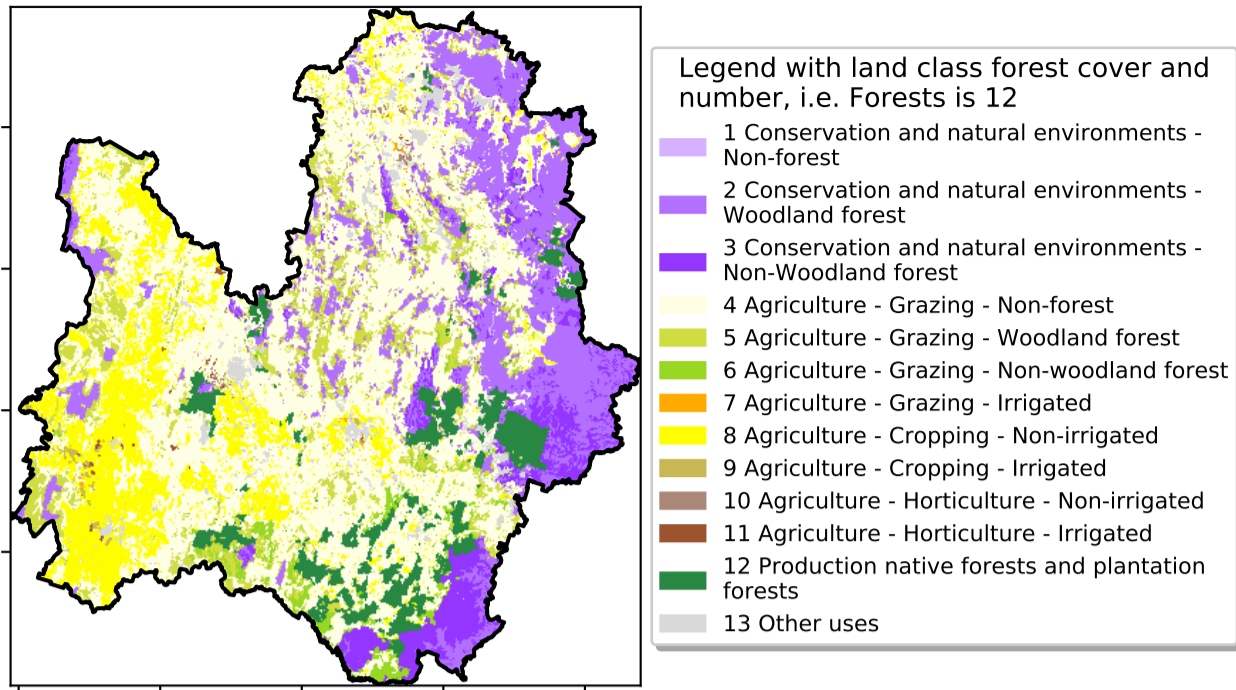 Legend with land class forest cover and
number, i.e. Forests is 12
1 Conservation and natural environments -
Non-forest
2 Conservation and natural environments -
Woodland forest
3 Conservation and natural environments -
Non-Woodland forest
4 Agriculture - Grazing - Non-forest
5 Agriculture - Grazing - Woodland forest
6 Agriculture - Grazing - Non-woodland forest
7 Agriculture - Grazing - Irrigated
8 Agriculture - Cropping - Non-irrigated
9 Agriculture - Cropping - Irrigated
10 Agriculture - Horticulture - Non-irrigated
11 Agriculture - Horticulture - Irrigated
12 Production native forests and plantation
forests
13 Other uses